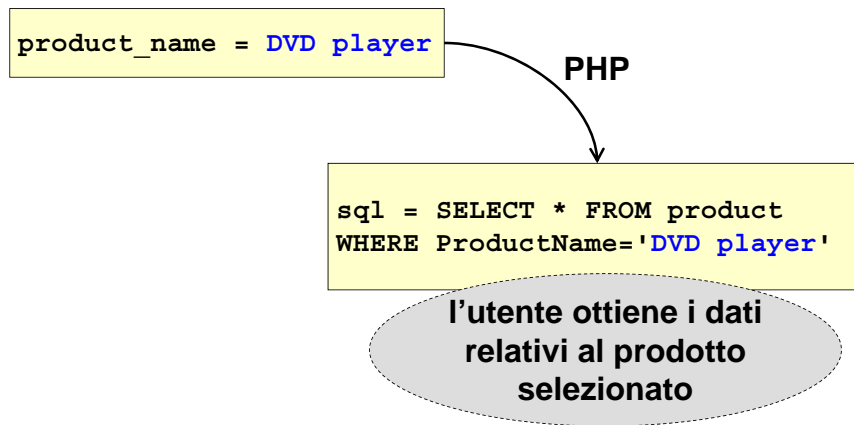 product_name = DVD player
PHP
sql = SELECT * FROM product
WHERE ProductName='DVD player'
l’utente ottiene i dati
relativi al prodotto
selezionato